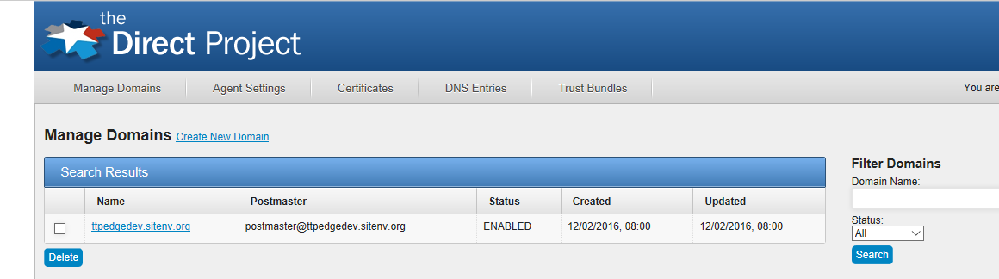 the
Direct Project
Manage Domains Agent Settings Certificates DNS Entries Trust Bundles You are
Manage Domains Create New Domain
Search Results
Name Postmaster Status Created Updated
ttpedgedev.sitenv.org postmaster@ttpedgedev.sitenv.org ENABLED 12/02/2016, 08:00 12/02/2016, 08:00
Delete
Filter Domains
Domain Name:
Status:
All
Search